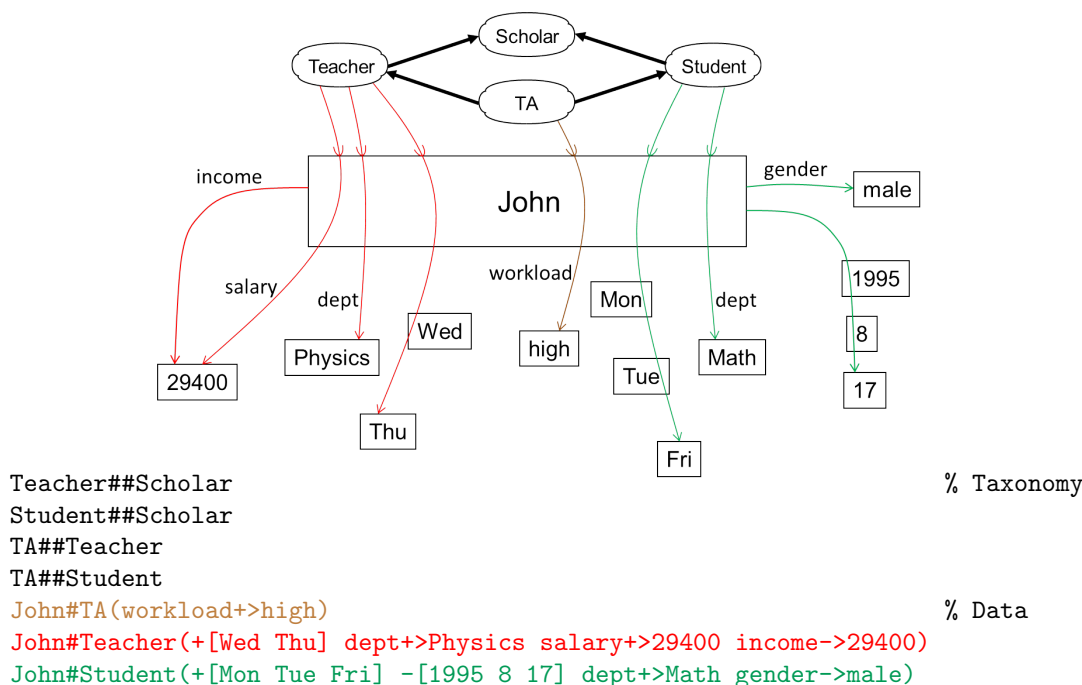 Scholar
Teacher
Student
TA
income
gender
male
John
salary
dept
workload
dept
1995
Mon
Wed
8
Physics
high
Math
29400
Tue
17
Thu
Fri
Teacher##Scholar % Taxonomy
Student##Scholar
TA##Teacher
TA##Student
John#TA(workload+>high) % Data
John#Teacher(+[Wed Thu] dept+>Physics salary+>29400 income->29400)
John#Student(+[Mon Tue Fri] -[1995 8 17] dept+>Math gender->male)